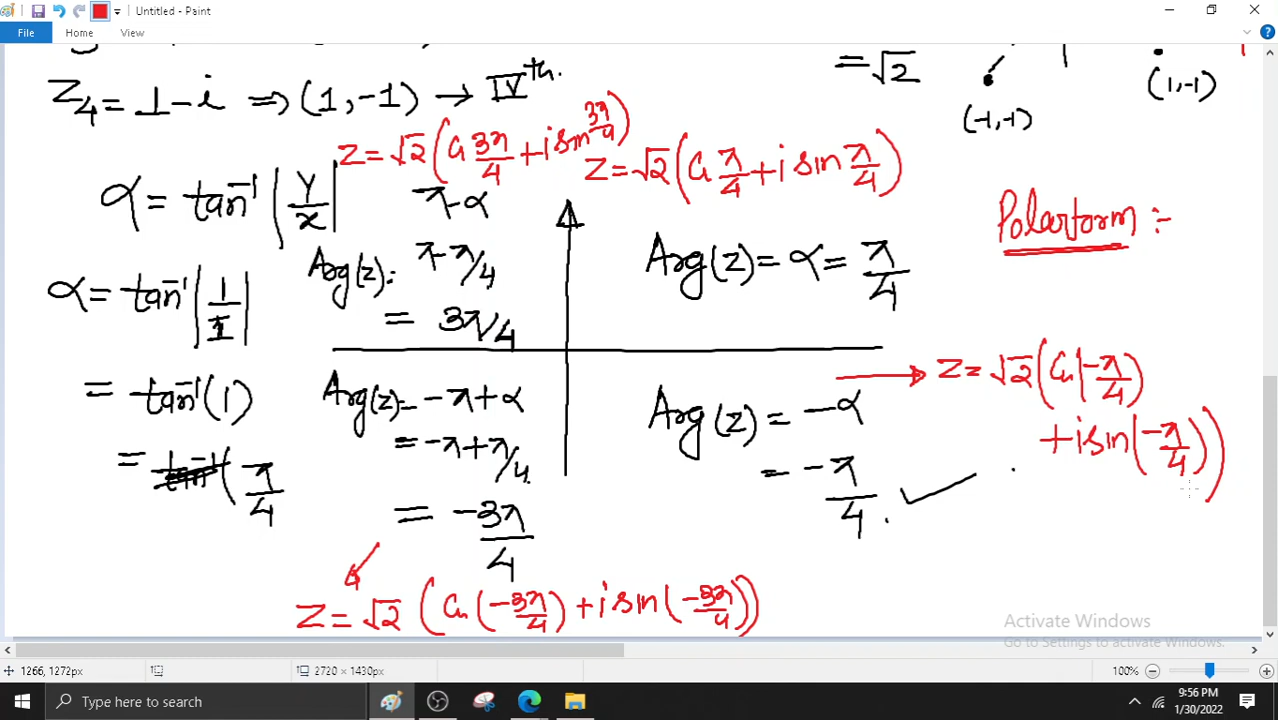 Untitled - Paint
File Home View
= √2
Z4 = 1 - i ⇒ (1, -1) → IVth.
(-1,-1)
(1,-1)
Z = √2 (Cos 3π/4 + i sin 3π/4)
Z = √2 (Cos π/4 + i sin π/4)
Polarform :-
α = tan⁻¹ |y/x|
π-α
Arg(z): π-π/4
= 3π/4
Arg(z) = α = π/4
α = tan⁻¹ |1/1|
= tan⁻¹(1)
= π/4
Arg(z) = -π+α
= -π+π/4
= -3π/4
Arg(z) = -α
= -π/4.
Z = √2 (Cos(-π/4)
+ i sin(-π/4))
Z = √2 (Cos(-3π/4) + i sin(-3π/4))
Activate Windows
Go to Settings to activate Windows.
1266, 1272px
2720 × 1430px
100%
Type here to search
9:56 PM
1/30/2022